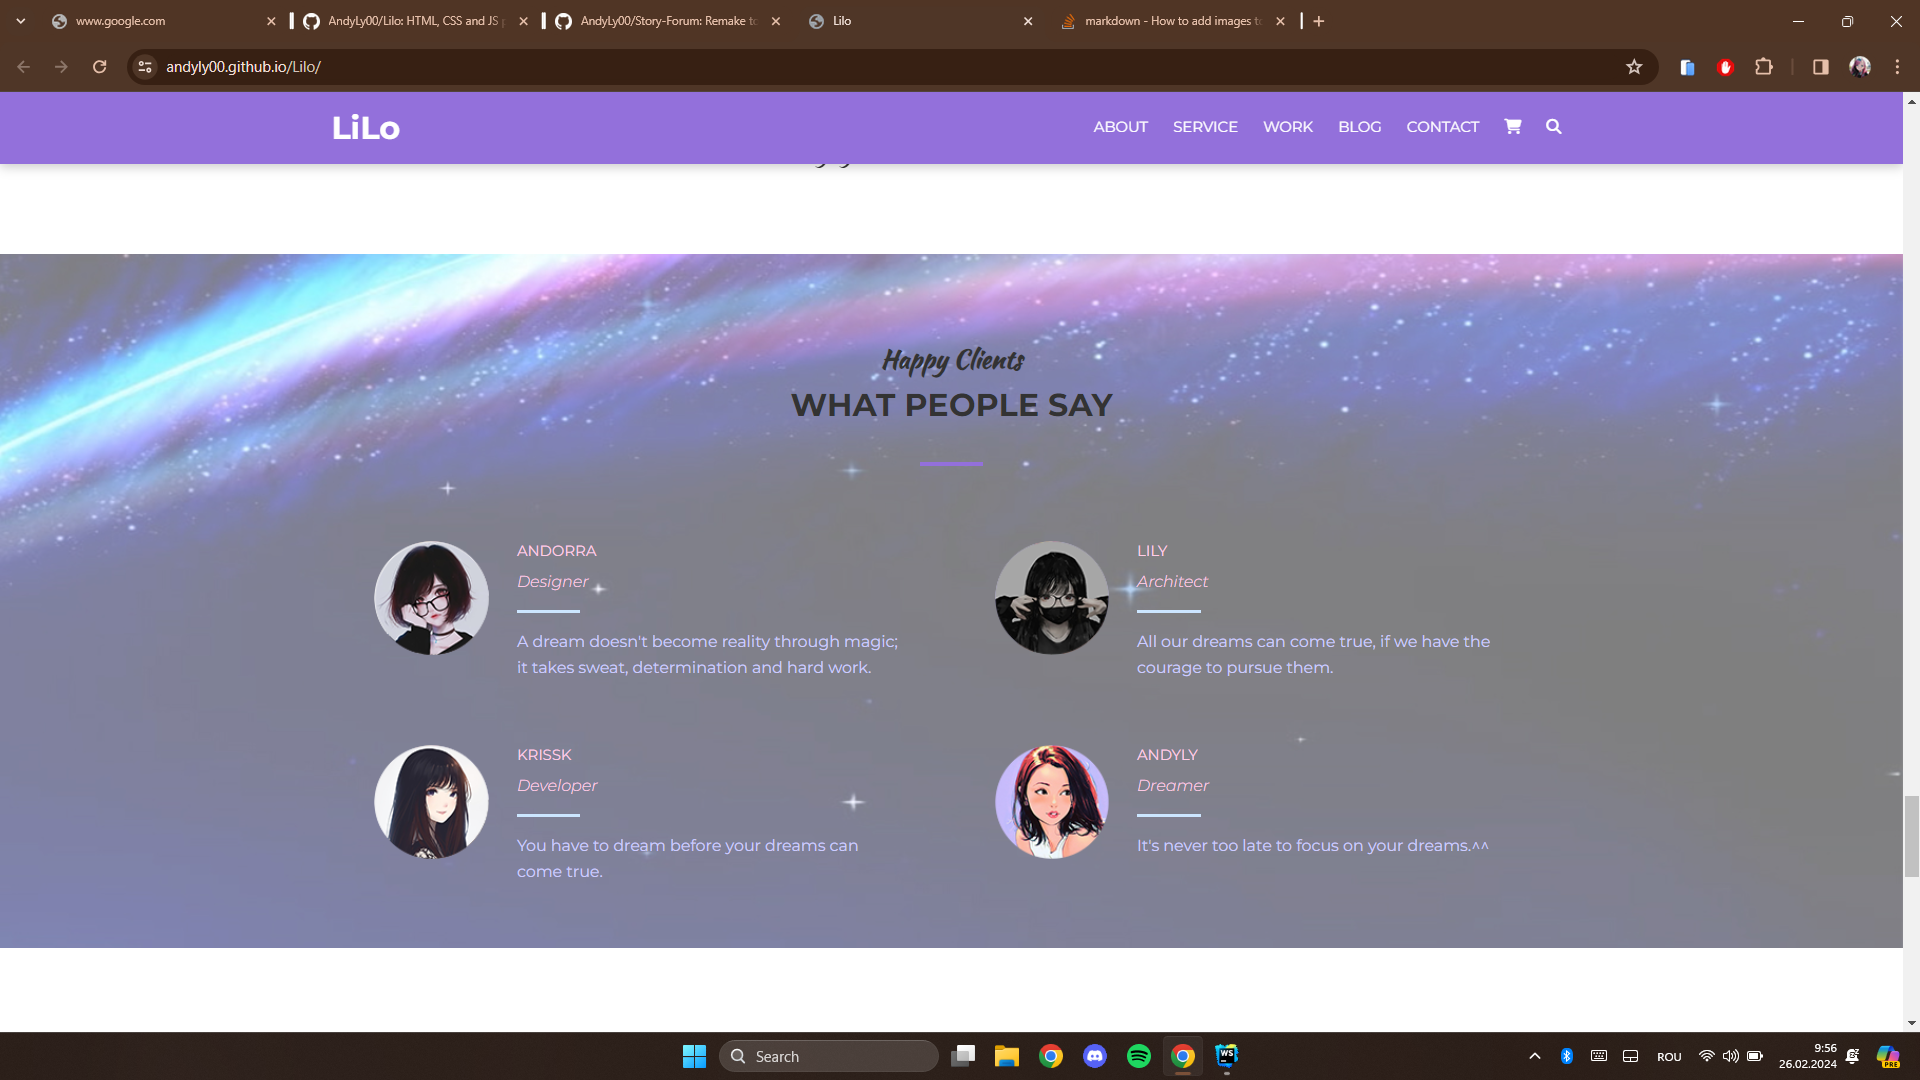 www.google.com
AndyLy00/Lilo: HTML, CSS and JS p
AndyLy00/Story-Forum: Remake to
Lilo
markdown - How to add images to
andyly00.github.io/Lilo/
LiLo
ABOUT
SERVICE
WORK
BLOG
CONTACT
Happy Clients
WHAT PEOPLE SAY
ANDORRA
Designer
A dream doesn't become reality through magic;
it takes sweat, determination and hard work.
LILY
Architect
All our dreams can come true, if we have the
courage to pursue them.
KRISSK
Developer
You have to dream before your dreams can
come true.
ANDYLY
Dreamer
It's never too late to focus on your dreams.^^
Search
WS
ROU
9:56
26.02.2024
PRE